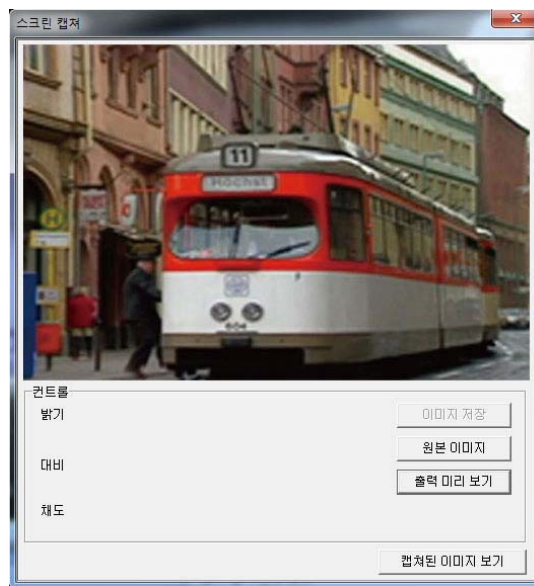 스크린 캡쳐
11
Höchst
H
604
컨트롤
밝기
이미지 저장
원본 이미지
대비
출력 미리 보기
채도
캡쳐된 이미지 보기